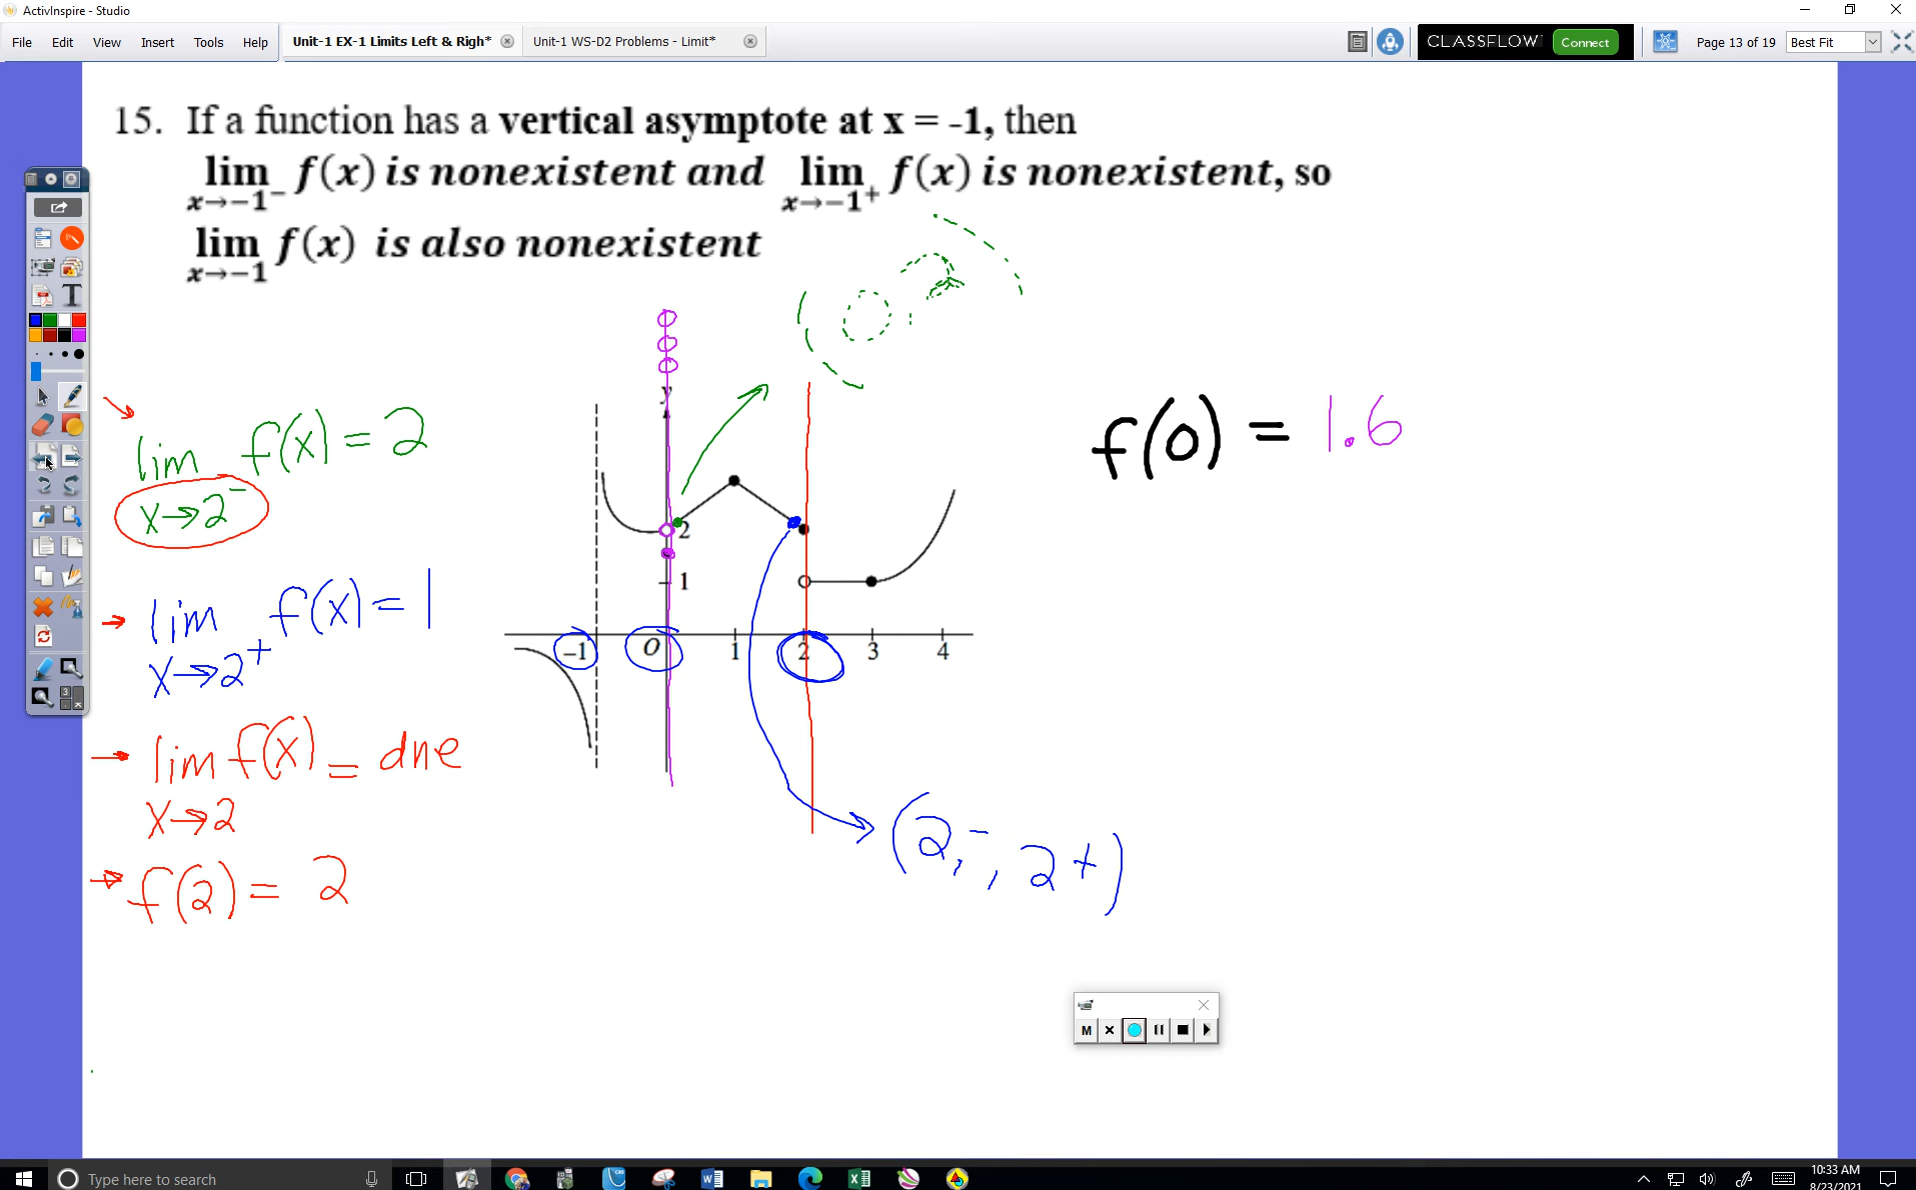 ActivInspire - Studio
File Edit View Insert Tools Help
Unit-1 EX-1 Limits Left & Righ*
Unit-1 WS-D2 Problems - Limit*
CLASSFLOW
Connect
Page 13 of 19
Best Fit
15. If a function has a vertical asymptote at x = -1, then
lim f(x) is nonexistent and lim f(x) is nonexistent, so
x→−1⁻ x→−1⁺
lim f(x) is also nonexistent
x→−1
(0, 2)
lim f(x) = 2
x→2⁻
f(0) = 1.6
y
2
1
-1 O 1 2 3 4
lim f(x) = 1
x→2⁺
lim f(x) = dne
x→2
(2,⁻, 2+)
f(2) = 2
M
3
Type here to search
10:33 AM
8/23/2021